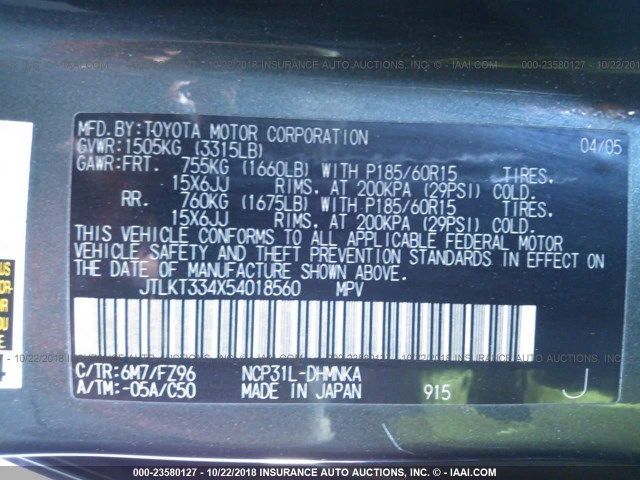 000-23580127 - 10/22/2018 INSURANCE AUTO AUCTIONS, INC. - IAAI.COM
MFD.BY:TOYOTA MOTOR CORPORATION 04/05
GVWR:1505KG (3315LB)
GAWR:FRT. 755KG (1660LB) WITH P185/60R15 TIRES,
15X6JJ RIMS, AT 200KPA (29PSI) COLD.
RR. 760KG (1675LB) WITH P185/60R15 TIRES,
15X6JJ RIMS, AT 200KPA (29PSI) COLD.
THIS VEHICLE CONFORMS TO ALL APPLICABLE FEDERAL MOTOR
VEHICLE SAFETY AND THEFT PREVENTION STANDARDS IN EFFECT ON
THE DATE OF MANUFACTURE SHOWN ABOVE.
JTLKT334X54018560 MPV
C/TR:6M7/FZ96 NCP31L-DHMNKA
A/TM:-05A/C50 MADE IN JAPAN 915 J
000-23580127 - 10/22/2018 INSURANCE AUTO AUCTIONS, INC. - IAAI.COM